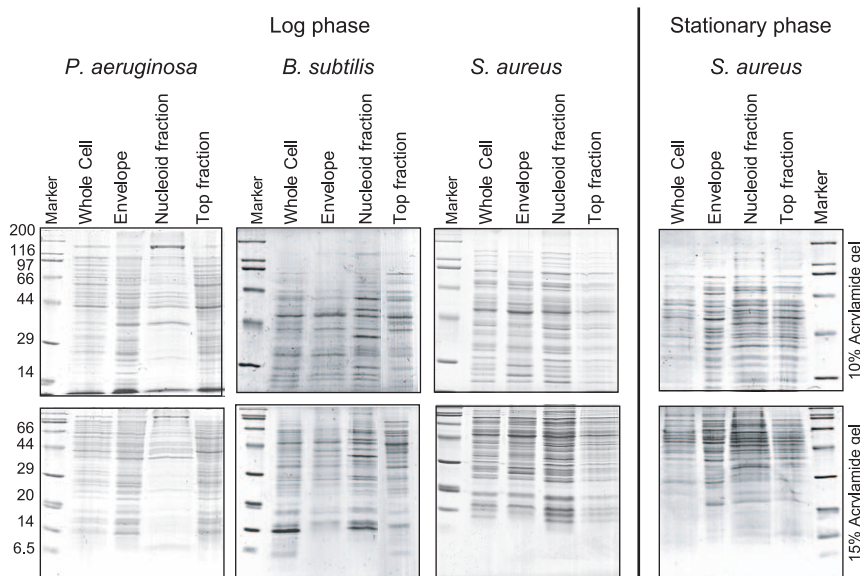 Log phase
Stationary phase
P. aeruginosa
B. subtilis
S. aureus
S. aureus
Marker
Whole Cell
Envelope
Nucleoid fraction
Top fraction
Marker
Whole Cell
Envelope
Nucleoid fraction
Top fraction
Marker
Whole Cell
Envelope
Nucleoid fraction
Top fraction
Whole Cell
Envelope
Nucleoid fraction
Top fraction
Marker
200
116
97
66
44
29
14
10% Acrylamide gel
66
44
29
20
14
6.5
15% Acrylamide gel